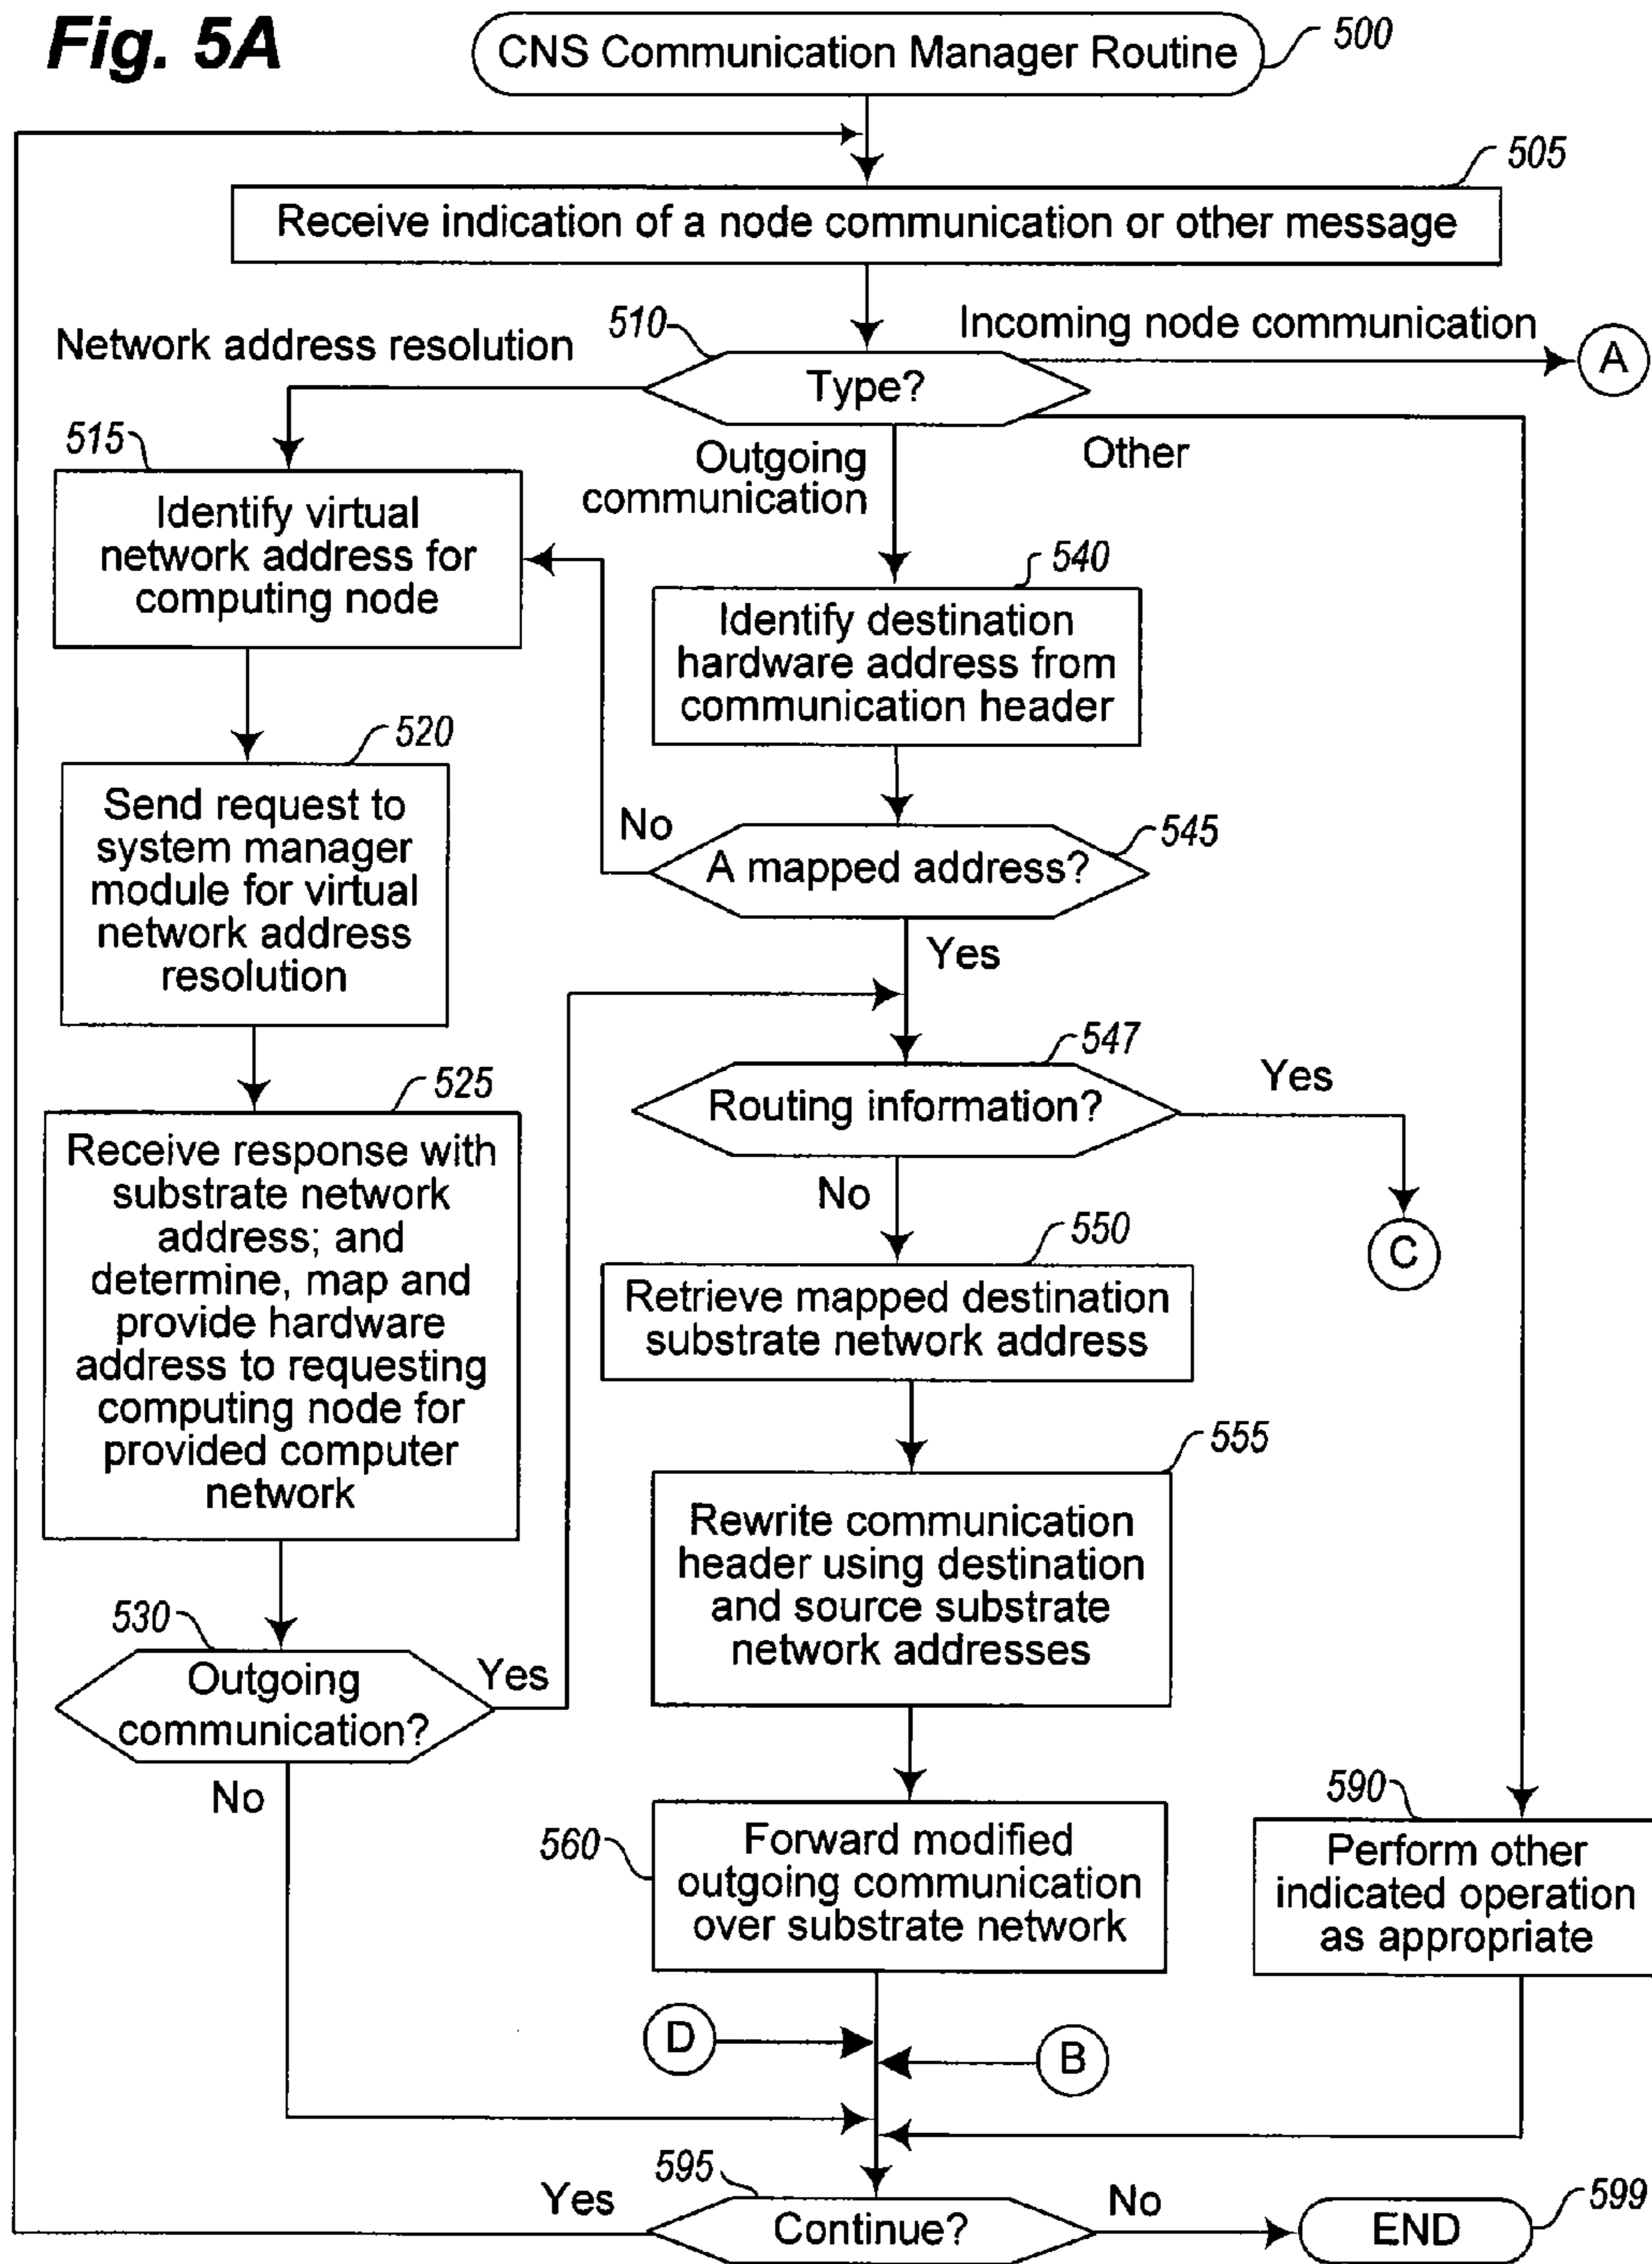 Fig. 5A
CNS Communication Manager Routine
500
505
Receive indication of a node communication or other message
510
Incoming node communication
A
Network address resolution
Type?
515
Outgoing
communication
Other
Identify virtual
network address for
computing node
540
Identify destination
hardware address from
communication header
520
Send request to
system manager
module for virtual
network address
resolution
No
545
A mapped address?
Yes
547
Routing information?
Yes
C
525
Receive response with
substrate network
address; and
determine, map and
provide hardware
address to requesting
computing node for
provided computer
network
No
550
Retrieve mapped destination
substrate network address
555
Rewrite communication
header using destination
and source substrate
network addresses
530
Outgoing
communication?
Yes
No
560
Forward modified
outgoing communication
over substrate network
590
Perform other
indicated operation
as appropriate
D
B
595
Yes
Continue?
No
END
599